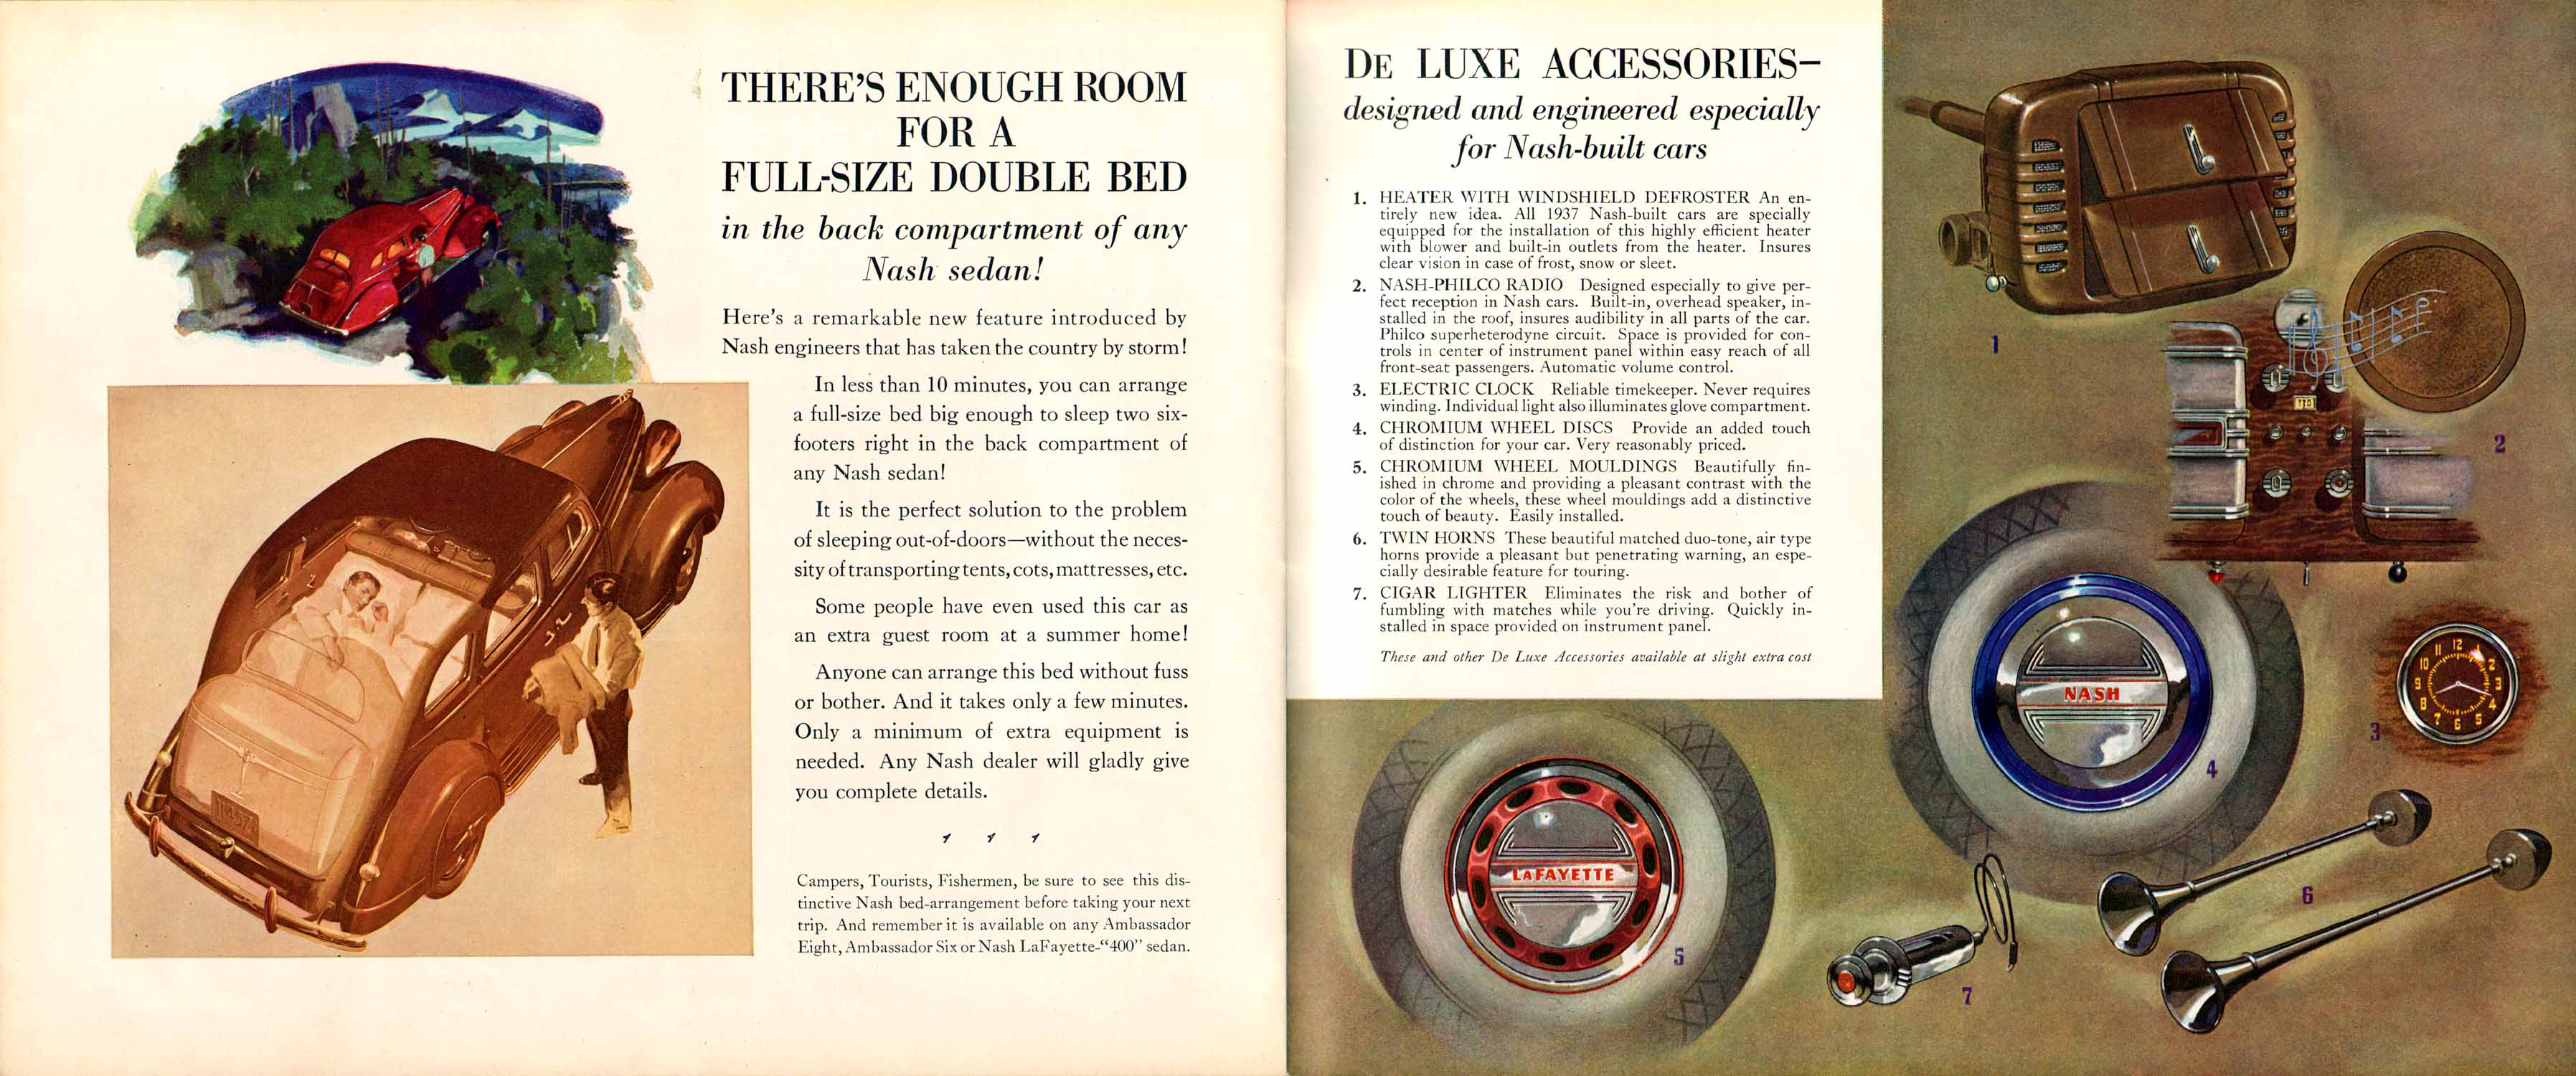 THERE'S ENOUGH ROOM
FOR A
FULL-SIZE DOUBLE BED
in the back compartment of any
Nash sedan!
Here's a remarkable new feature introduced by
Nash engineers that has taken the country by storm!
In less than 10 minutes, you can arrange
a full-size bed big enough to sleep two six-
footers right in the back compartment of
any Nash sedan!
It is the perfect solution to the problem
of sleeping out-of-doors—without the neces-
sity of transporting tents, cots, mattresses, etc.
Some people have even used this car as
an extra guest room at a summer home!
Anyone can arrange this bed without fuss
or bother. And it takes only a few minutes.
Only a minimum of extra equipment is
needed. Any Nash dealer will gladly give
you complete details.
Campers, Tourists, Fishermen, be sure to see this dis-
tinctive Nash bed-arrangement before taking your next
trip. And remember it is available on any Ambassador
Eight, Ambassador Six or Nash LaFayette-“400” sedan.
DE LUXE ACCESSORIES—
designed and engineered especially
for Nash-built cars
1. HEATER WITH WINDSHIELD DEFROSTER An en-
tirely new idea. All 1937 Nash-built cars are specially
equipped for the installation of this highly efficient heater
with blower and built-in outlets from the heater. Insures
clear vision in case of frost, snow or sleet.
2. NASH-PHILCO RADIO Designed especially to give per-
fect reception in Nash cars. Built-in, overhead speaker, in-
stalled in the roof, insures audibility in all parts of the car.
Philco superheterodyne circuit. Space is provided for con-
trols in center of instrument panel within easy reach of all
front-seat passengers. Automatic volume control.
3. ELECTRIC CLOCK Reliable timekeeper. Never requires
winding. Individual light also illuminates glove compartment.
4. CHROMIUM WHEEL DISCS Provide an added touch
of distinction for your car. Very reasonably priced.
5. CHROMIUM WHEEL MOULDINGS Beautifully fin-
ished in chrome and providing a pleasant contrast with the
color of the wheels, these wheel mouldings add a distinctive
touch of beauty. Easily installed.
6. TWIN HORNS These beautiful matched duo-tone, air type
horns provide a pleasant but penetrating warning, an espe-
cially desirable feature for touring.
7. CIGAR LIGHTER Eliminates the risk and bother of
fumbling with matches while you're driving. Quickly in-
stalled in space provided on instrument panel.
These and other De Luxe Accessories available at slight extra cost
1
2
NASH
4
12
1
2
3
4
5
6
7
8
9
10
11
3
LAFAYETTE
5
6
7